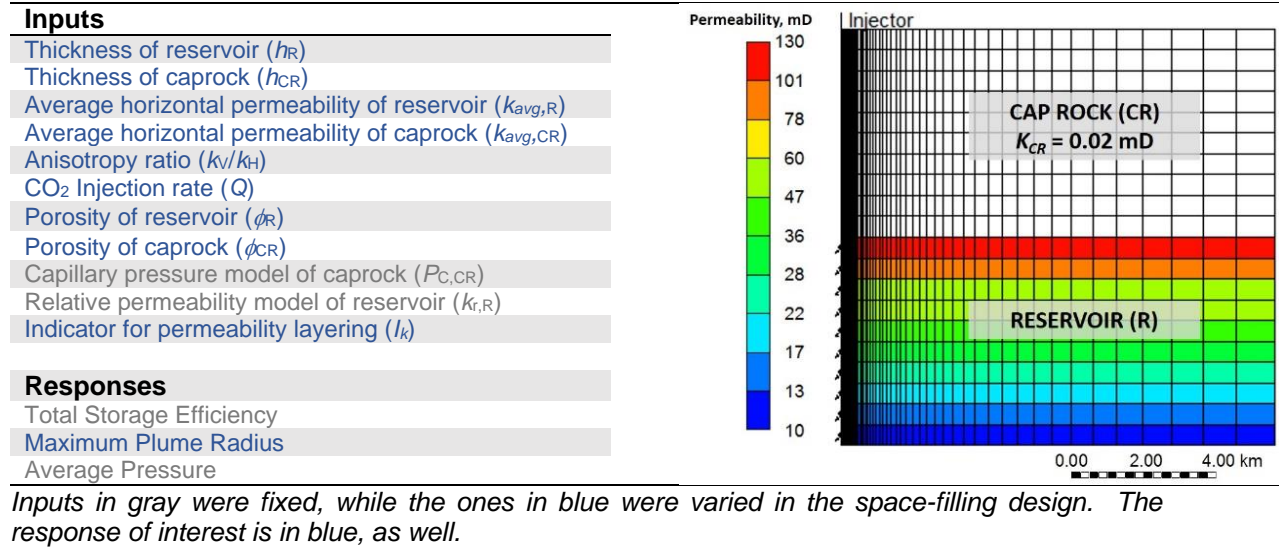 Inputs
Thickness of reservoir (hR)
Thickness of caprock (hCR)
Average horizontal permeability of reservoir (kavg,R)
Average horizontal permeability of caprock (kavg,CR)
Anisotropy ratio (kV/kH)
CO2 Injection rate (Q)
Porosity of reservoir (ϕR)
Porosity of caprock (ϕCR)
Capillary pressure model of caprock (PC,CR)
Relative permeability model of reservoir (kr,R)
Indicator for permeability layering (Ik)
Responses
Total Storage Efficiency
Maximum Plume Radius
Average Pressure
Permeability, mD
130
101
78
60
47
36
28
22
17
13
10
Injector
CAP ROCK (CR)
KCR = 0.02 mD
RESERVOIR (R)
0.00 2.00 4.00 km
Inputs in gray were fixed, while the ones in blue were varied in the space-filling design. The
response of interest is in blue, as well.